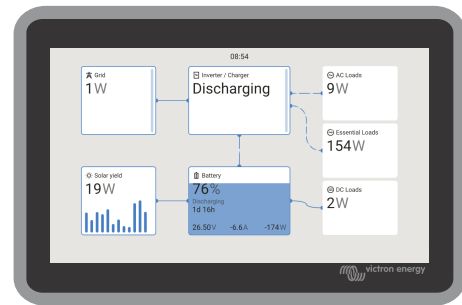 08:54
Grid
1W
Inverter / Charger
Discharging
AC Loads
9W
Essential Loads
154W
Solar yield
19W
Battery
76%
Discharging
1d 16h
26.50V -6.6A -174W
DC Loads
2W
victron energy